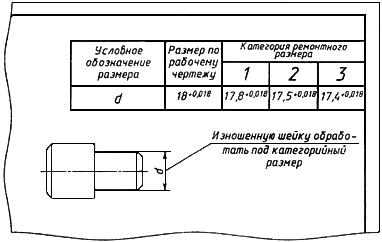 Условное обозначение размера
Размер по рабочему чертежу
Категория ремонтного размера
1
2
3
d
18+0,018
17,8+0,018
17,5+0,018
17,4+0,018
Изношенную шейку обрабо-
тать под категорийный
размер
d